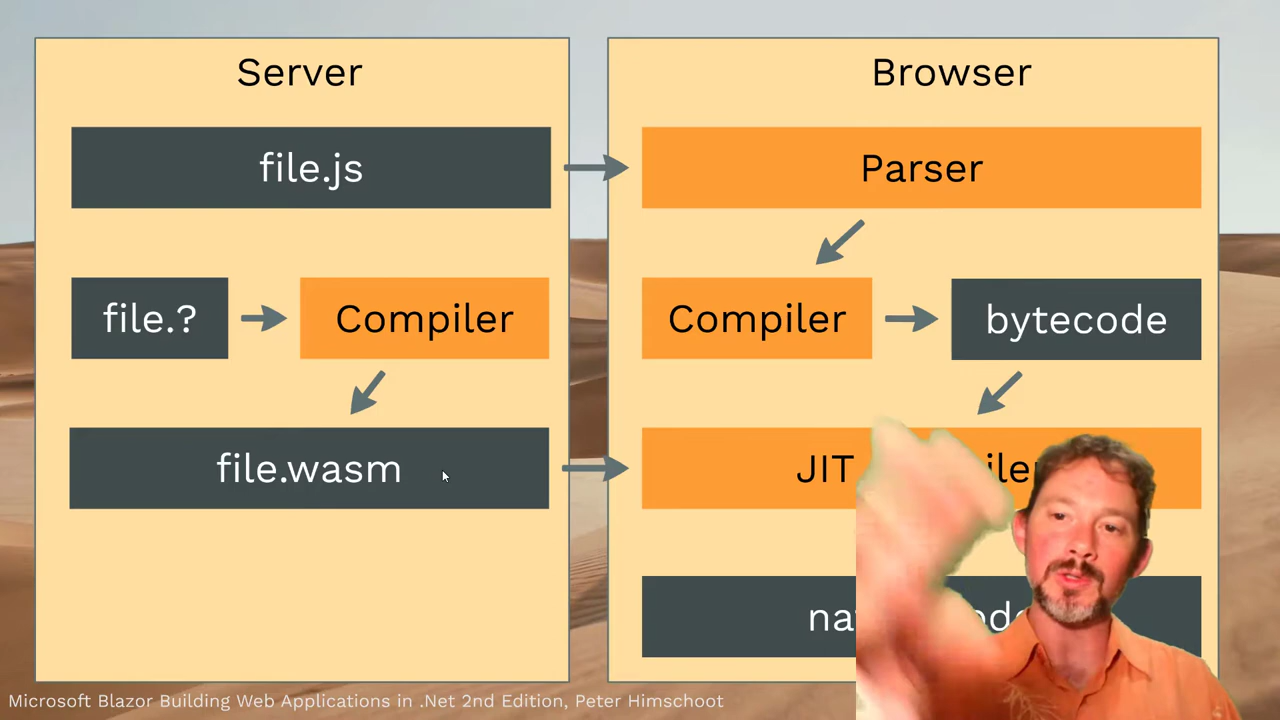 Server
file.js
file.?
Compiler
file.wasm
Browser
Parser
Compiler
bytecode
JIT
Microsoft Blazor Building Web Applications in .Net 2nd Edition, Peter Himschoot